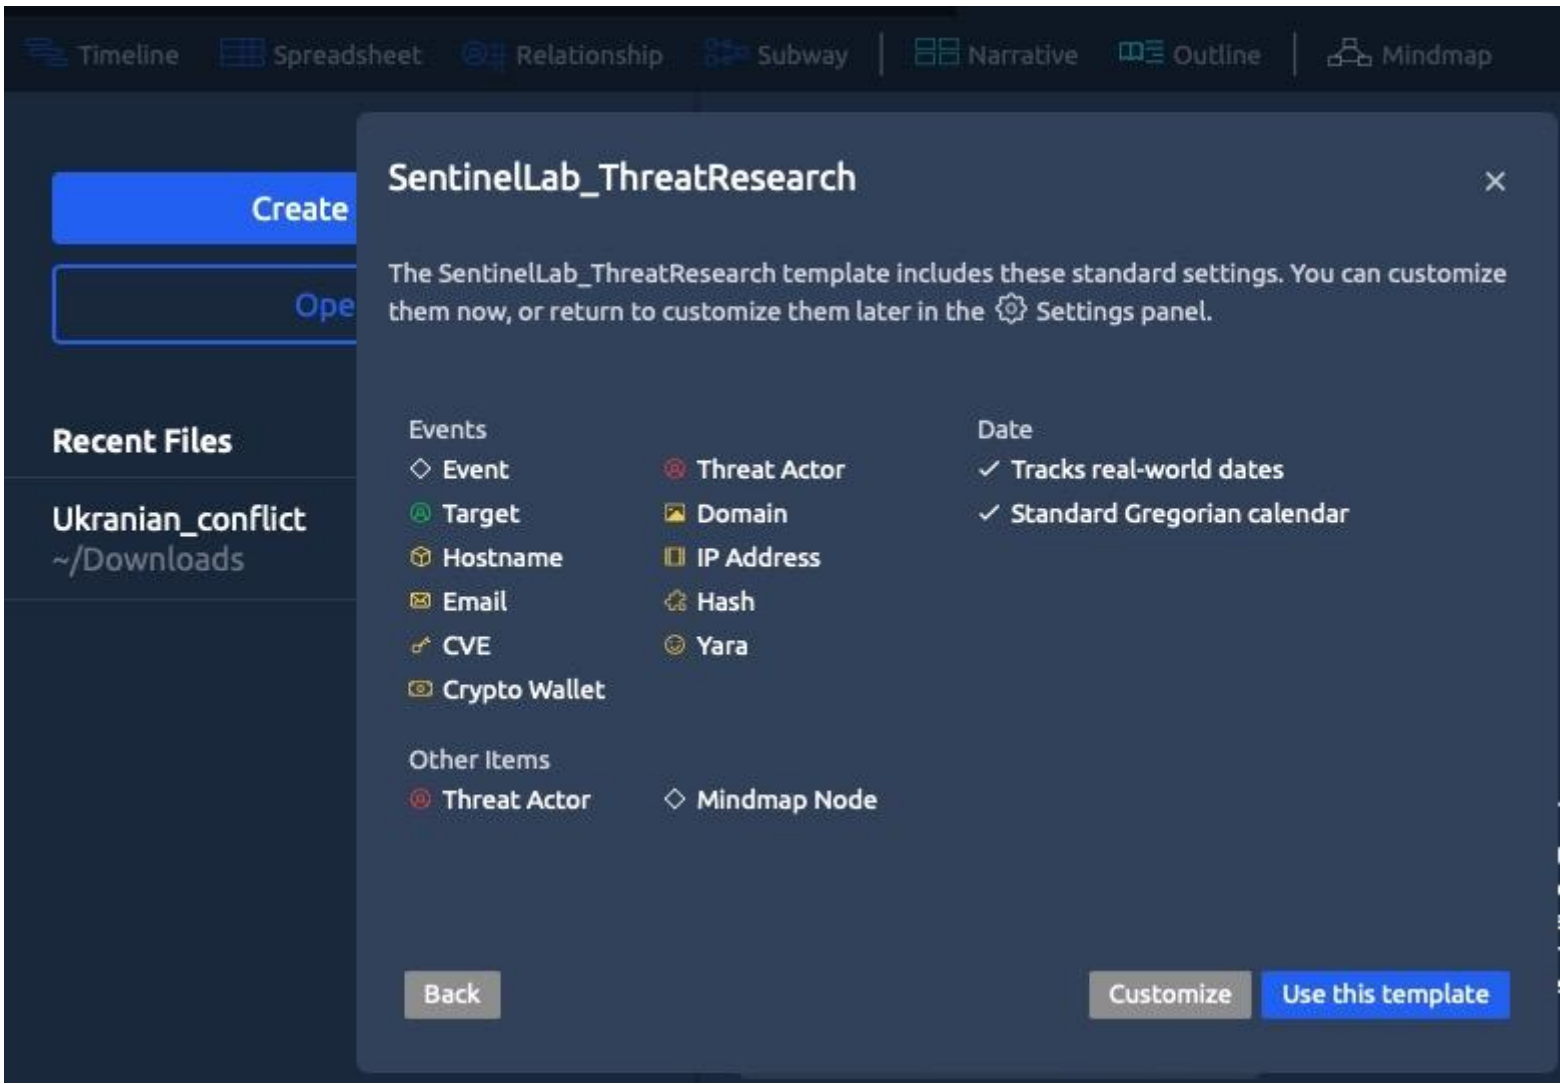 Timeline Spreadsheet Relationship Subway Narrative Outline Mindmap
Create
Ope
Recent Files
Ukranian_conflict
~/Downloads
SentinelLab_ThreatResearch
The SentinelLab_ThreatResearch template includes these standard settings. You can customize
them now, or return to customize them later in the Settings panel.
Events
Event
Threat Actor
Target
Domain
Hostname
IP Address
Email
Hash
CVE
Yara
Crypto Wallet
Other Items
Threat Actor
Mindmap Node
Date
Tracks real-world dates
Standard Gregorian calendar
Back
Customize
Use this template